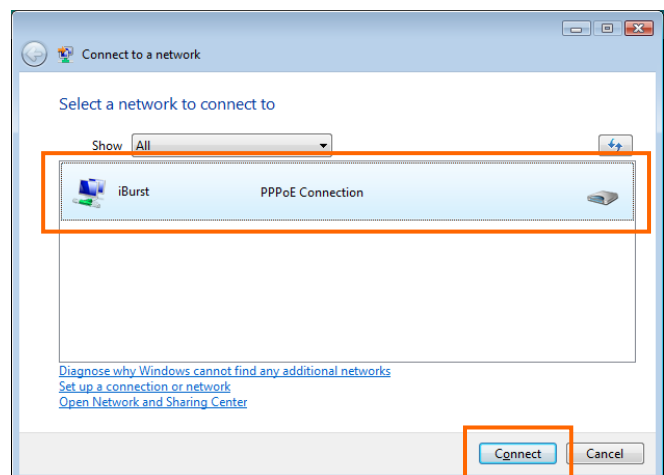 Connect to a network
Select a network to connect to
Show All
iBurst PPPoE Connection
Diagnose why Windows cannot find any additional networks
Set up a connection or network
Open Network and Sharing Center
Connect Cancel